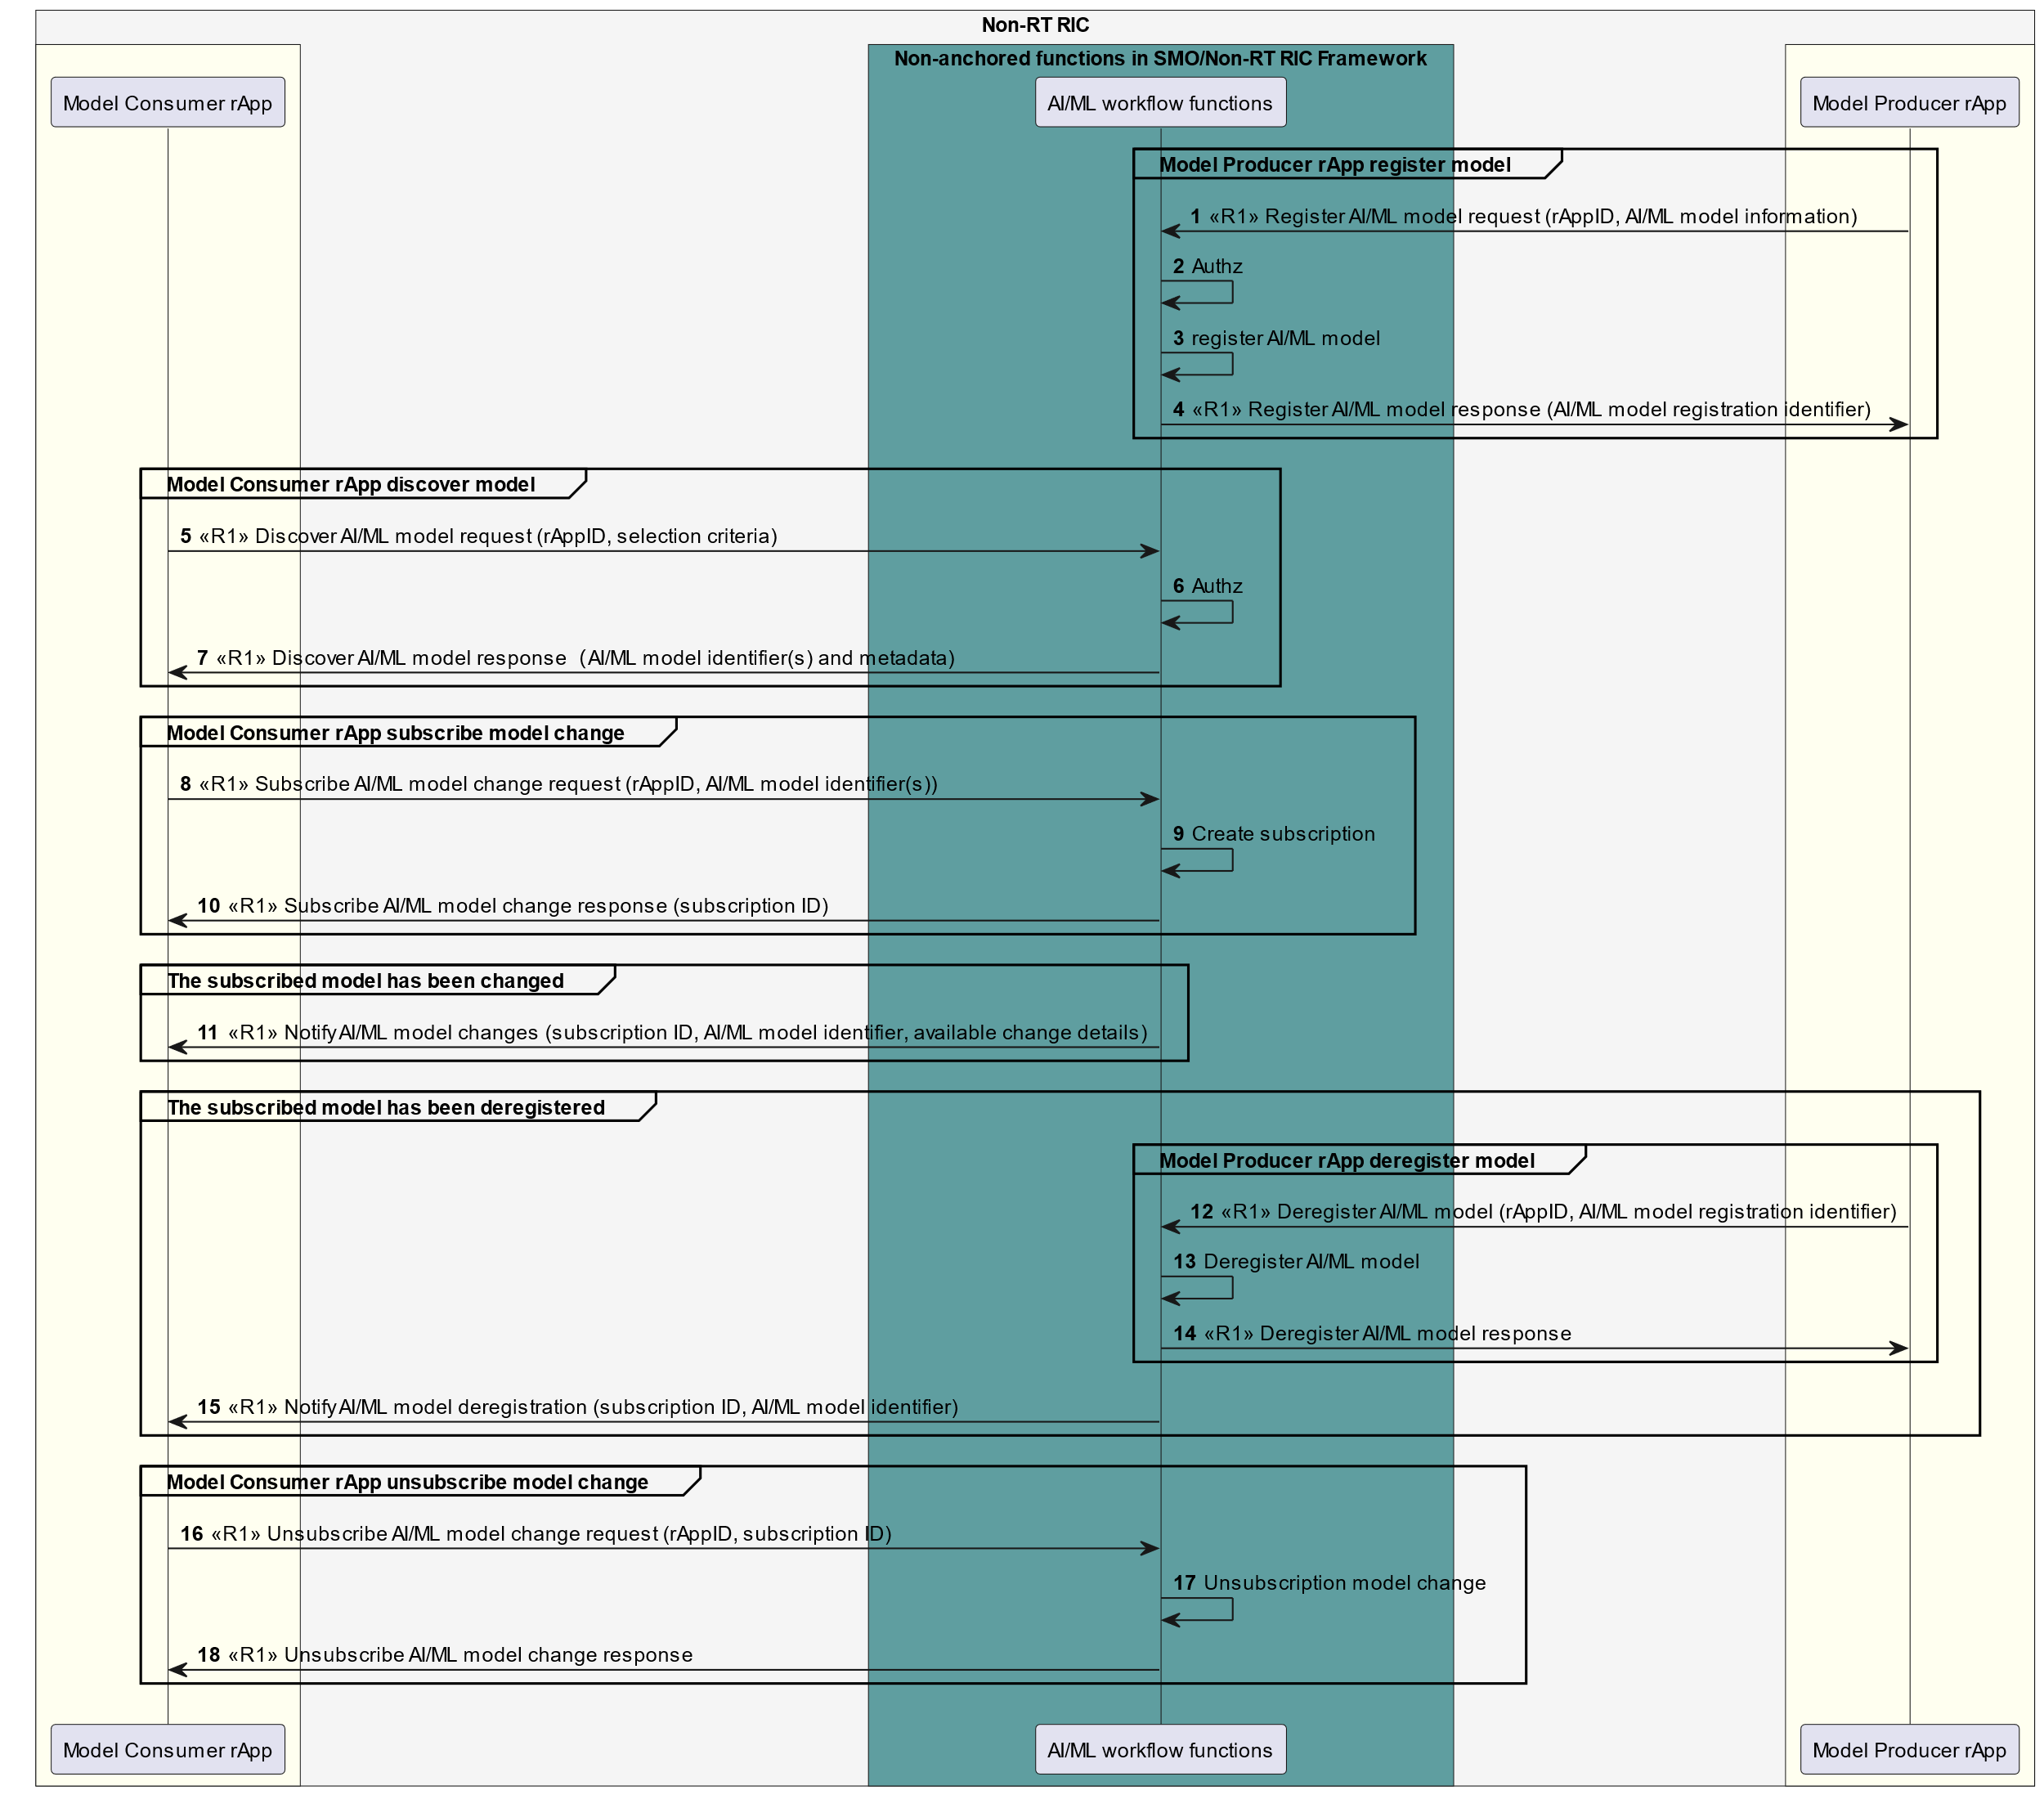 Non-RT RIC
Non-anchored functions in SMO/Non-RT RIC Framework
Model Consumer rApp
AI/ML workflow functions
Model Producer rApp
Model Producer rApp register model
1 «R1» Register AI/ML model request (rAppID, AI/ML model information)
2 Authz
3 register AI/ML model
4 «R1» Register AI/ML model response (AI/ML model registration identifier)
Model Consumer rApp discover model
5 «R1» Discover AI/ML model request (rAppID, selection criteria)
6 Authz
7 «R1» Discover AI/ML model response (AI/ML model identifier(s) and metadata)
Model Consumer rApp subscribe model change
8 «R1» Subscribe AI/ML model change request (rAppID, AI/ML model identifier(s))
9 Create subscription
10 «R1» Subscribe AI/ML model change response (subscription ID)
The subscribed model has been changed
11 «R1» Notify AI/ML model changes (subscription ID, AI/ML model identifier, available change details)
The subscribed model has been deregistered
Model Producer rApp deregister model
12 «R1» Deregister AI/ML model (rAppID, AI/ML model registration identifier)
13 Deregister AI/ML model
14 «R1» Deregister AI/ML model response
15 «R1» Notify AI/ML model deregistration (subscription ID, AI/ML model identifier)
Model Consumer rApp unsubscribe model change
16 «R1» Unsubscribe AI/ML model change request (rAppID, subscription ID)
17 Unsubscription model change
18 «R1» Unsubscribe AI/ML model change response
Model Consumer rApp
AI/ML workflow functions
Model Producer rApp